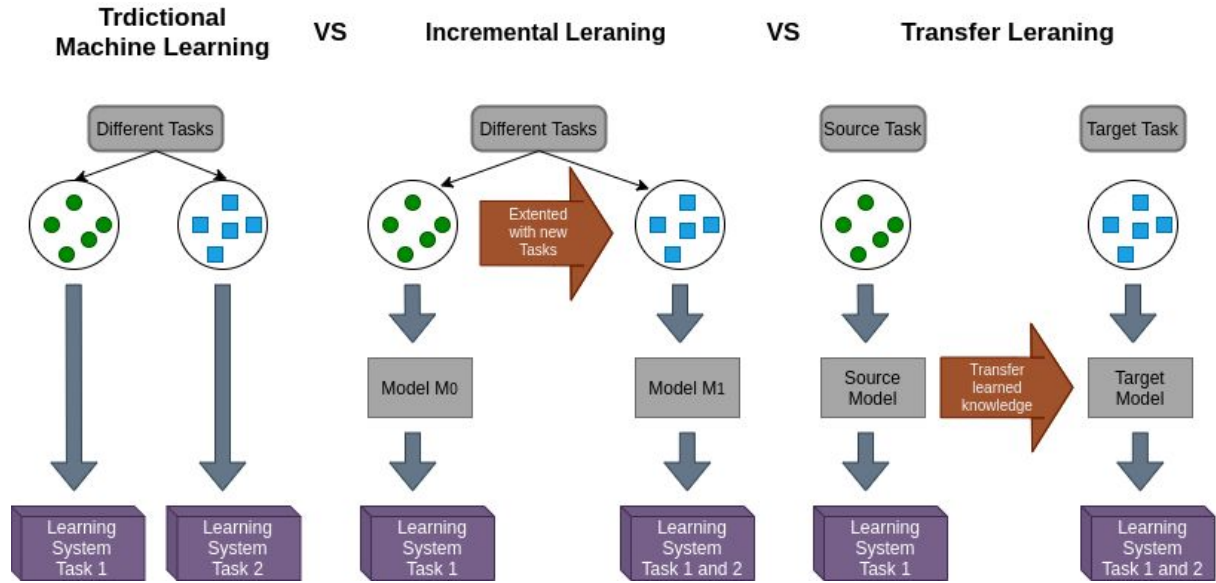 Trdictional
Machine Learning
VS
Incremental Leraning
VS
Transfer Leraning
Different Tasks
Different Tasks
Source Task
Target Task
Extented
with new
Tasks
Model M0
Model M1
Source
Model
Transfer
learned
knowledge
Target
Model
Learning
System
Task 1
Learning
System
Task 2
Learning
System
Task 1
Learning
System
Task 1 and 2
Learning
System
Task 1
Learning
System
Task 1 and 2